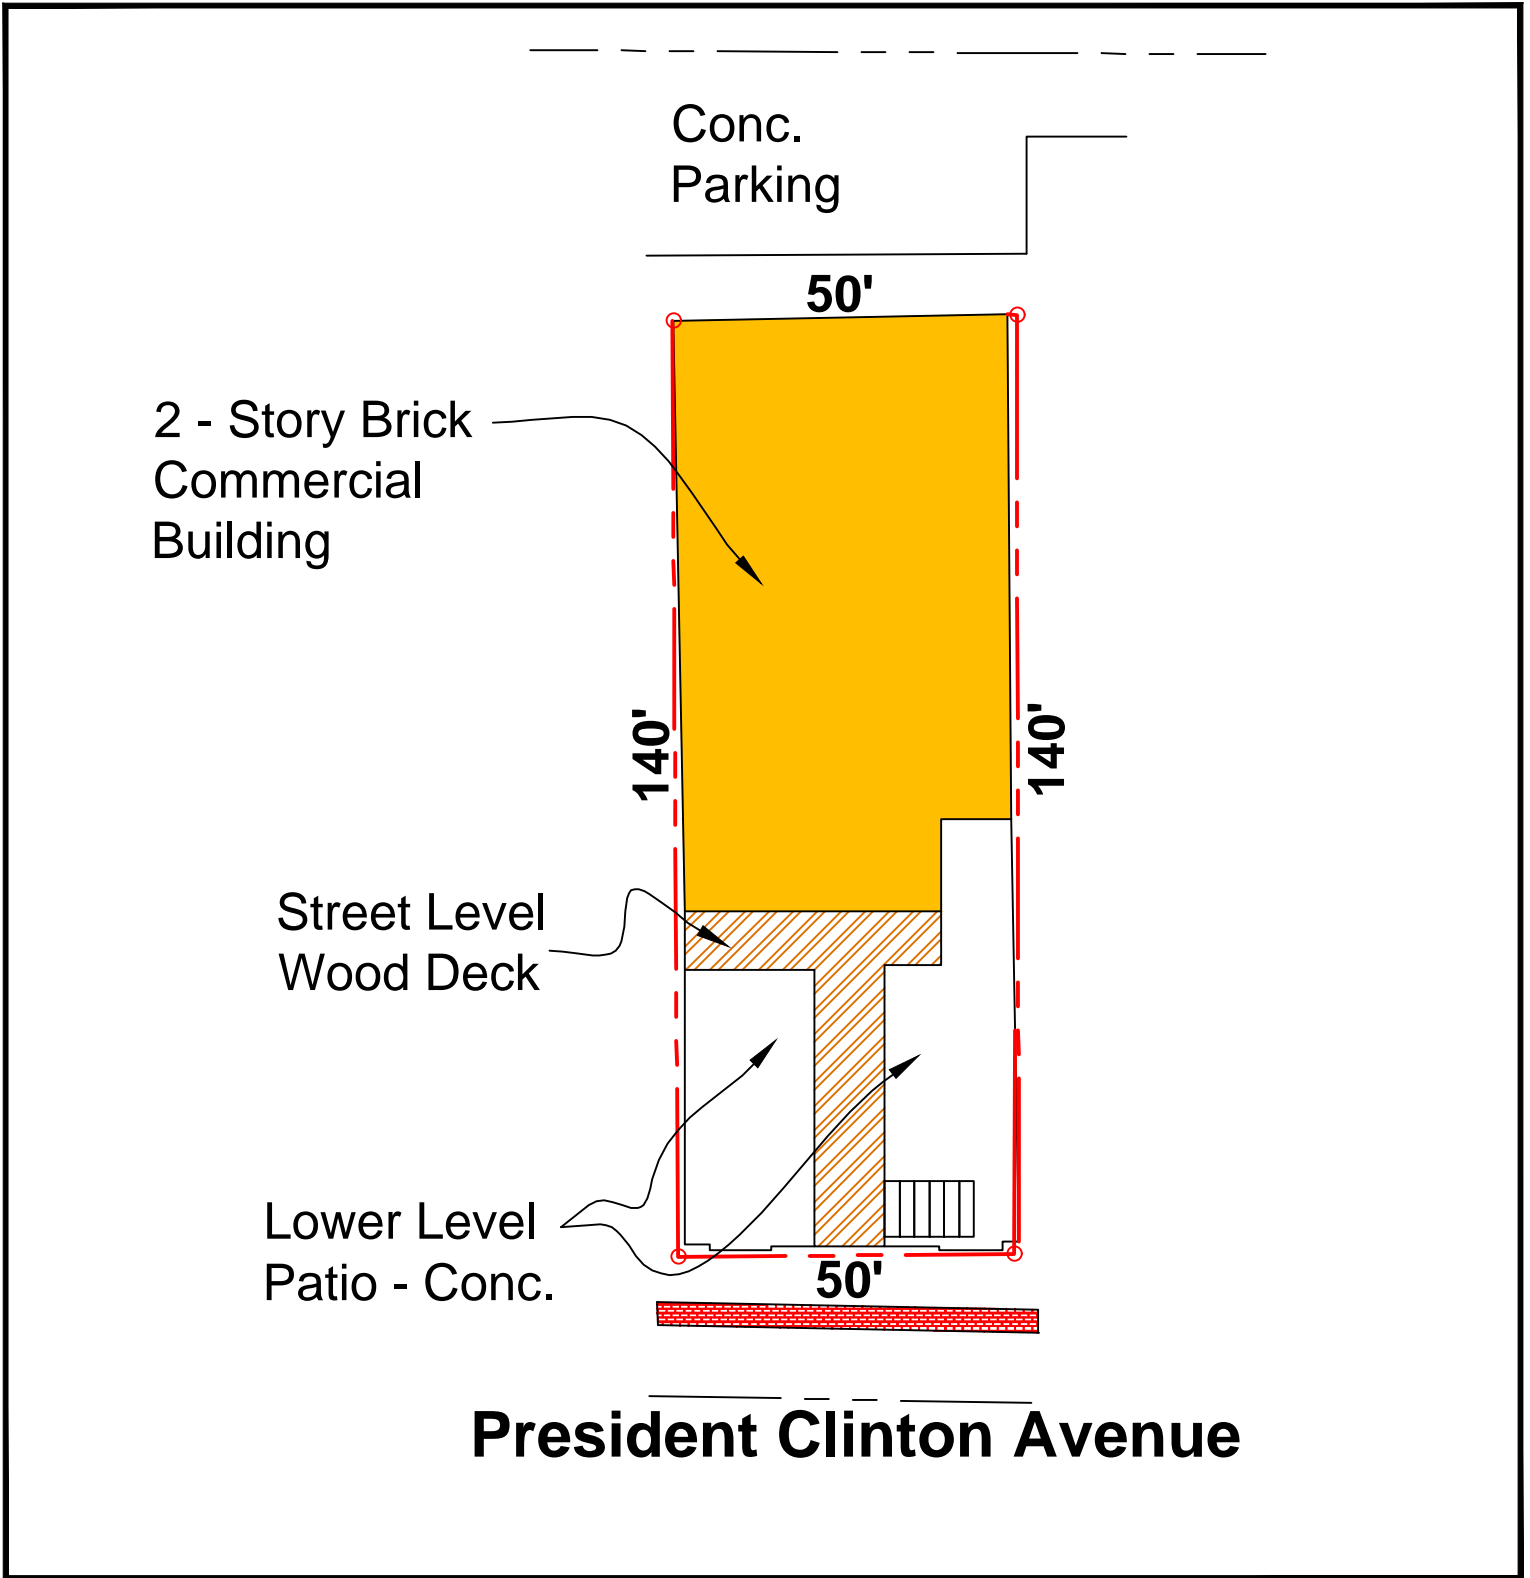 Conc.
Parking
50'
2 - Story Brick
Commercial
Building
140'
140'
Street Level
Wood Deck
Lower Level
Patio - Conc.
50'
President Clinton Avenue